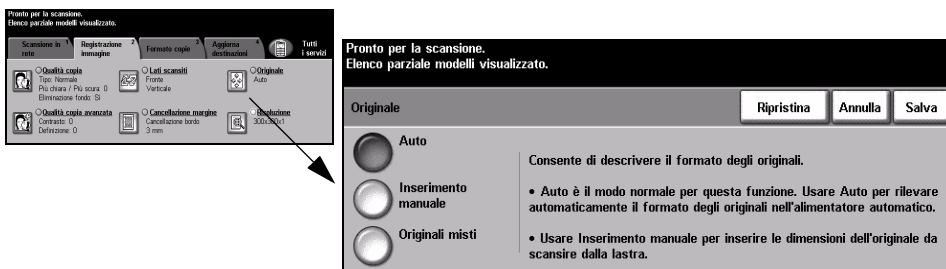 Pronto per la scansione.
Elenco parziale modelli visualizzato.
Scansione in rete 1
Registrazione immagine 2
Formato copie 3
Aggiorna destinazioni 4
Tutti i servizi
Qualità copia
Tipo: Normale
Più chiara / Più scura: 0
Eliminazione fondo: Sì
Lati scansiti
Fronte
Verticale
Originale
Auto
Qualità copia avanzata
Contrasto: 0
Definizione: 0
Cancellazione margine
Cancellazione bordo
3 mm
Risoluzione
300x300x1
Pronto per la scansione.
Elenco parziale modelli visualizzato.
Originale
Ripristina
Annulla
Salva
Auto
Inserimento
manuale
Originali misti
Consente di descrivere il formato degli originali.
• Auto è il modo normale per questa funzione. Usare Auto per rilevare
automaticamente il formato degli originali nell'alimentatore automatico.
• Usare Inserimento manuale per inserire le dimensioni dell'originale da
scansire dalla lastra.